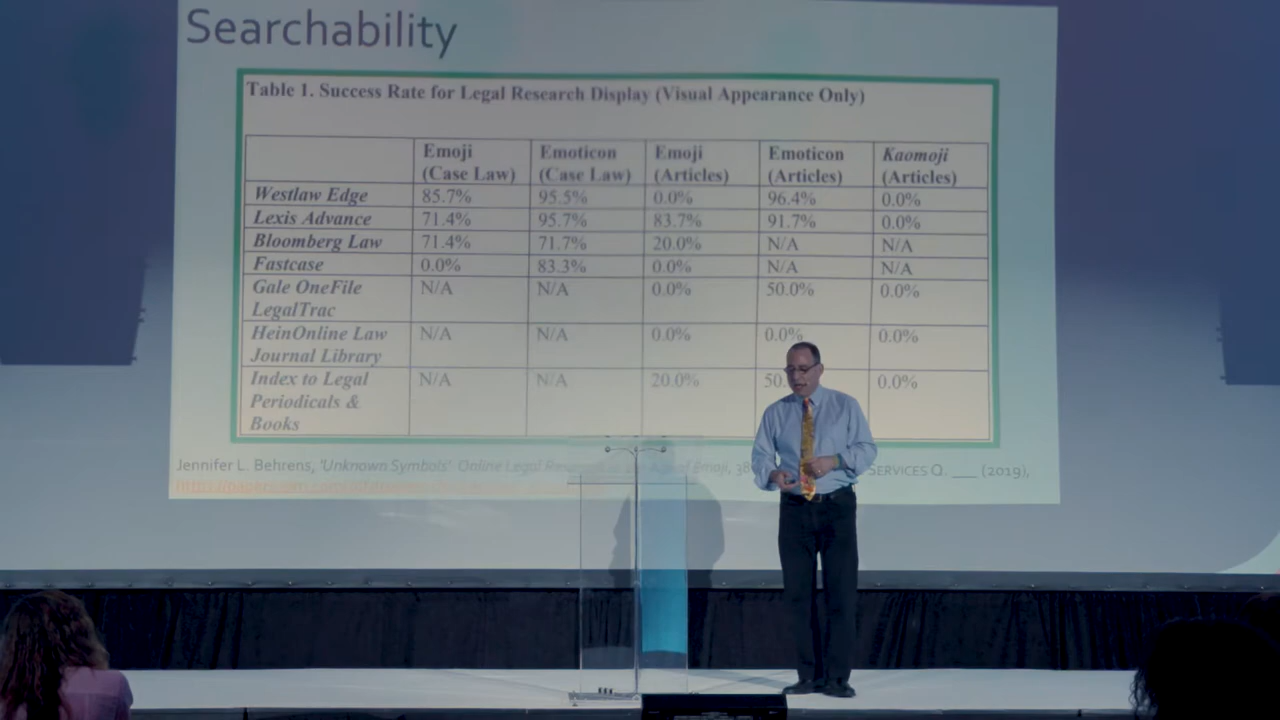 Searchability
Table 1. Success Rate for Legal Research Display (Visual Appearance Only)
Emoji (Case Law) Emoticon (Case Law) Emoji (Articles) Emoticon (Articles) Kaomoji (Articles)
Westlaw Edge 85.7% 95.5% 0.0% 96.4% 0.0%
Lexis Advance 71.4% 95.7% 83.7% 91.7% 0.0%
Bloomberg Law 71.4% 71.7% 20.0% N/A N/A
Fastcase 0.0% 83.3% 0.0% N/A N/A
Gale OneFile LegalTrac N/A N/A 0.0% 50.0% 0.0%
HeinOnline Law Journal Library N/A N/A 0.0% 0.0% 0.0%
Index to Legal Periodicals & Books N/A N/A 20.0% 50. 0.0%
Jennifer L. Behrens, 'Unknown Symbols' Online Legal Age of Emoji, 38 SERVICES Q. ___ (2019),